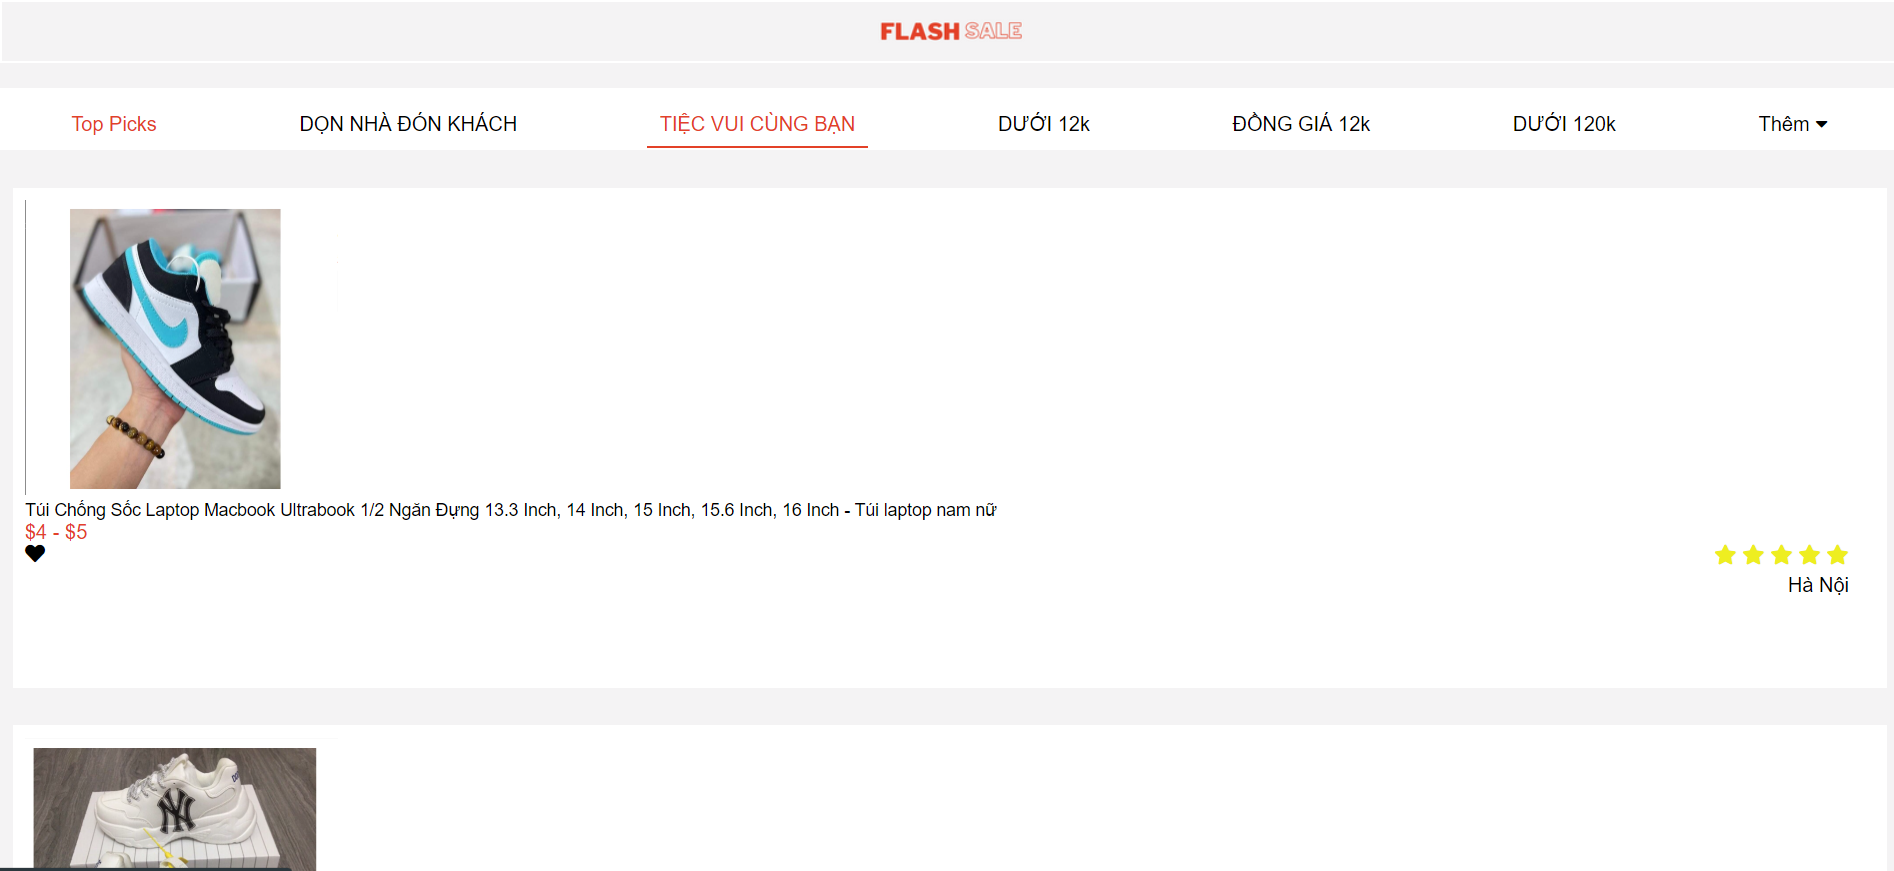 FLASH SALE
Top Picks DỌN NHÀ ĐÓN KHÁCH TIỆC VUI CÙNG BẠN DƯỚI 12k ĐỒNG GIÁ 12k DƯỚI 120k Thêm
Túi Chống Sốc Laptop Macbook Ultrabook 1/2 Ngăn Đựng 13.3 Inch, 14 Inch, 15 Inch, 15.6 Inch, 16 Inch - Túi laptop nam nữ
$4 - $5
Hà Nội
NY